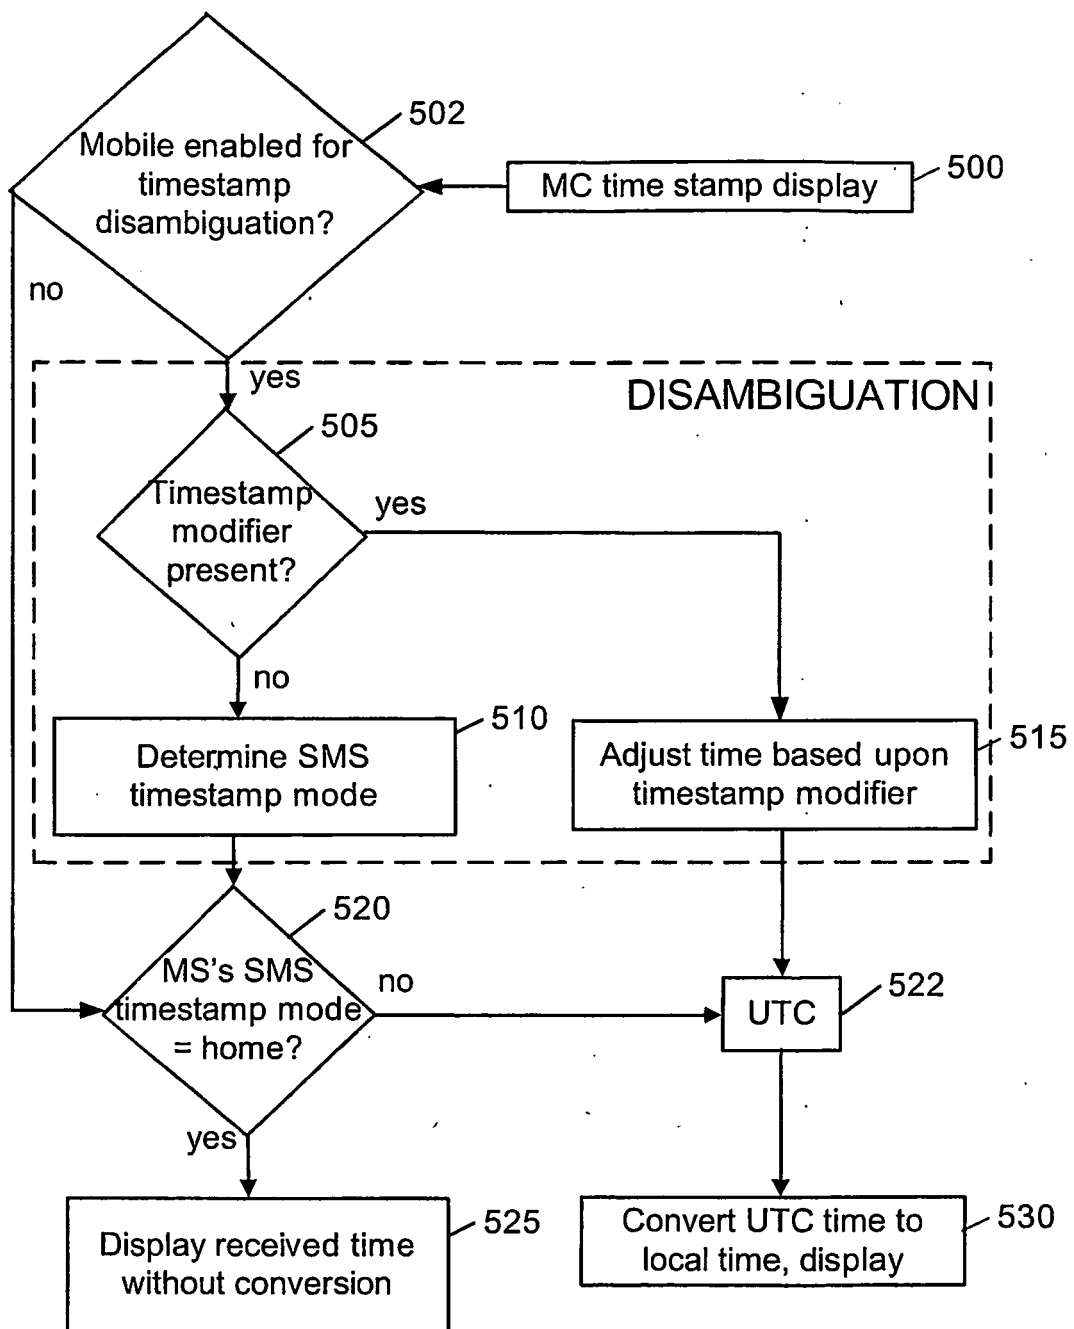 502
Mobile enabled for
timestamp
disambiguation?
MC time stamp display
500
no
yes
DISAMBIGUATION
505
Timestamp
modifier
present?
yes
no
510
Determine SMS
timestamp mode
515
Adjust time based upon
timestamp modifier
520
MS's SMS
timestamp mode
= home?
no
522
UTC
yes
525
Display received time
without conversion
530
Convert UTC time to
local time, display